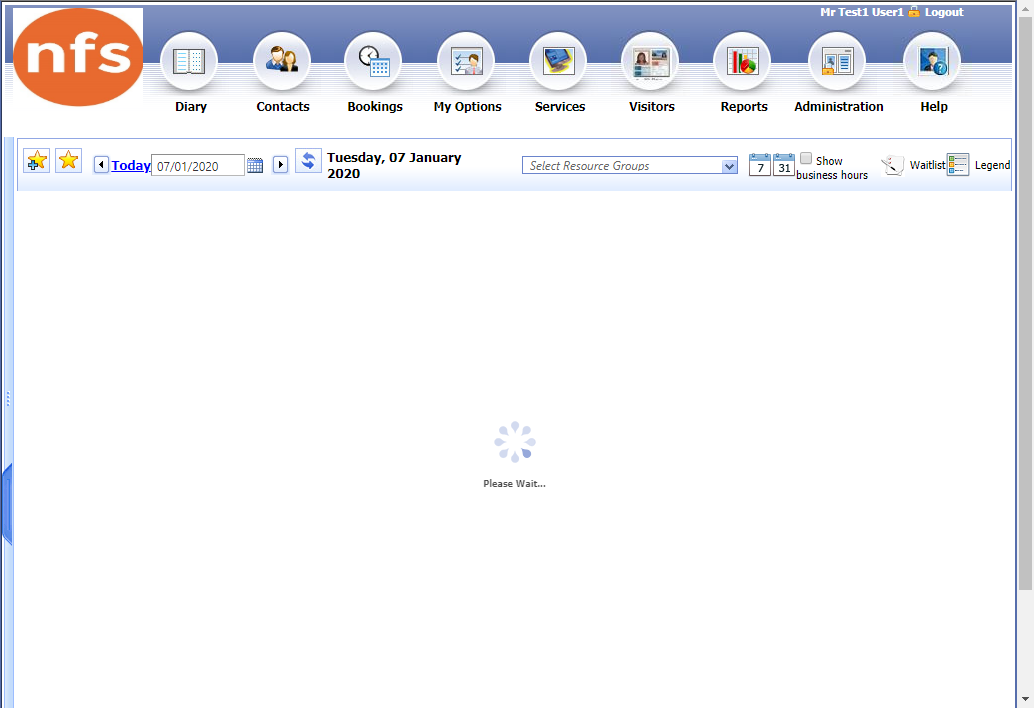 Mr Test1 User1 Logout
nfs
Diary Contacts Bookings My Options Services Visitors Reports Administration Help
Today 07/01/2020 Tuesday, 07 January
2020
Select Resource Groups
7 31 Show
business hours
Waitlist Legend
Please Wait...